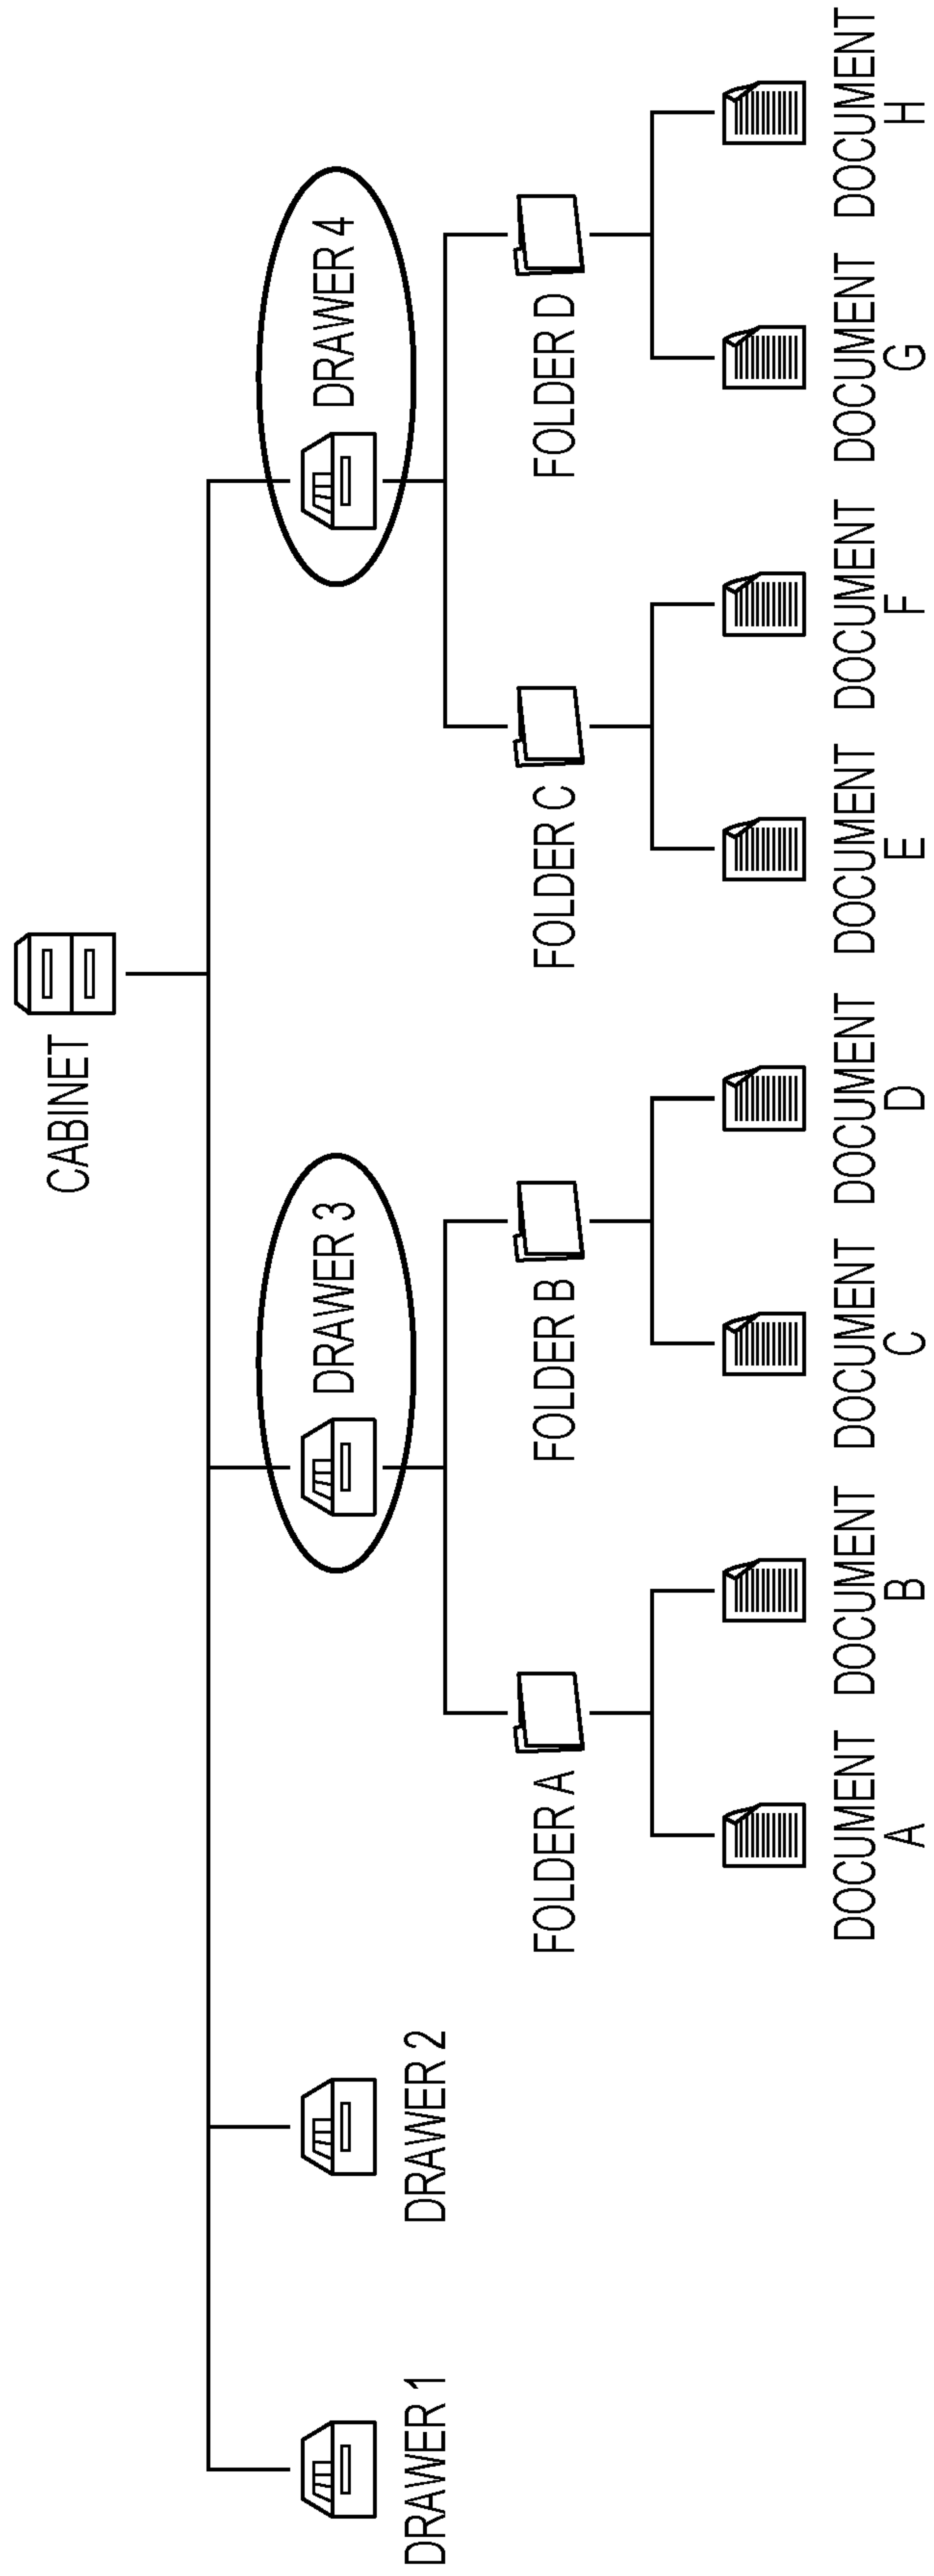 CABINET
DRAWER 1
DRAWER 2
DRAWER 3
DRAWER 4
FOLDER A
FOLDER B
FOLDER C
FOLDER D
DOCUMENT
A
DOCUMENT
B
DOCUMENT
C
DOCUMENT
D
DOCUMENT
E
DOCUMENT
F
DOCUMENT
G
DOCUMENT
H